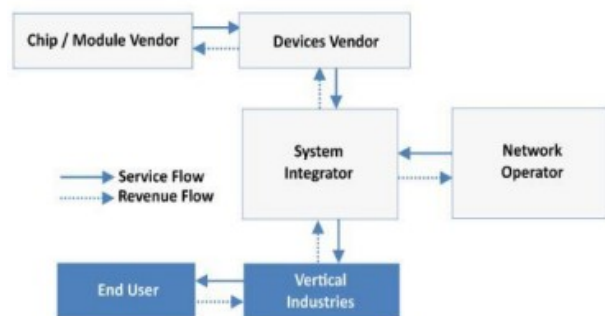 Chip / Module Vendor
Devices Vendor
System
Integrator
Network
Operator
Service Flow
Revenue Flow
End User
Vertical
Industries